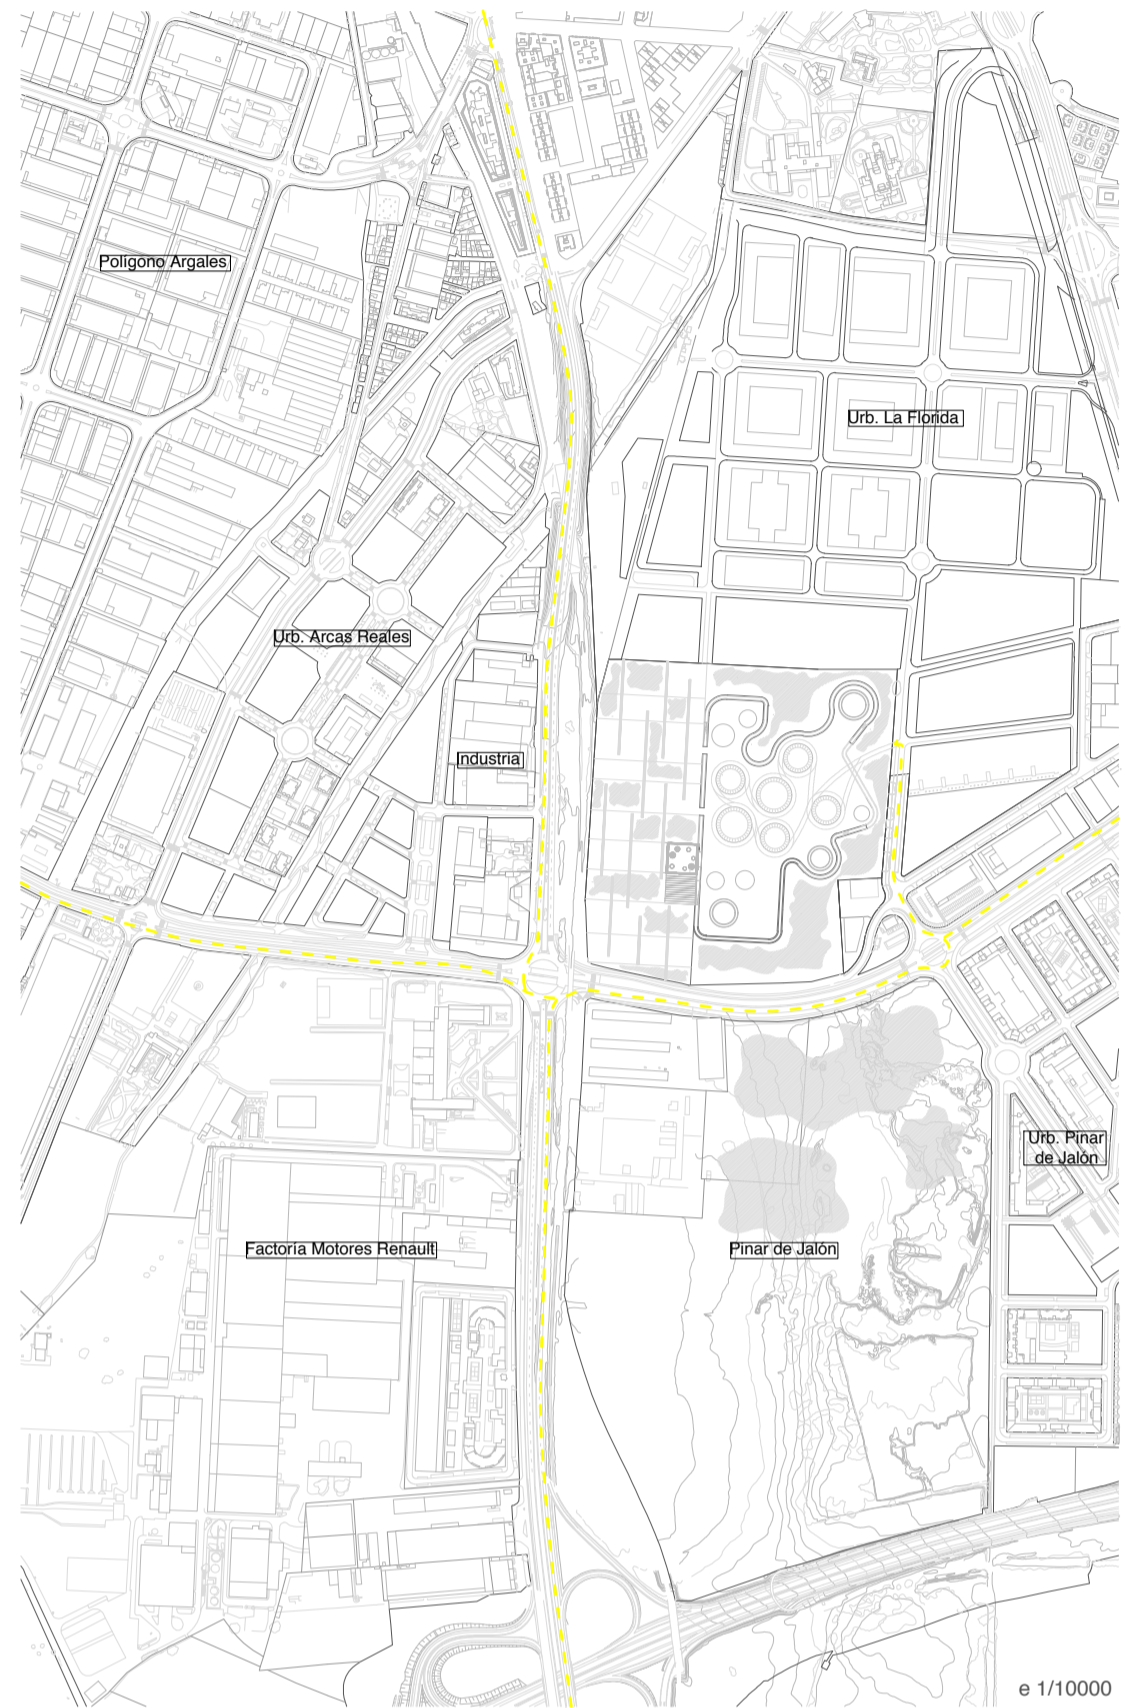 Poligono Argales
Urb. La Florida
Urb. Arcas Reales
Industria
Urb. Pinar
de Jalón
Factoría Motores Renault
Pinar de Jalón
e 1/10000